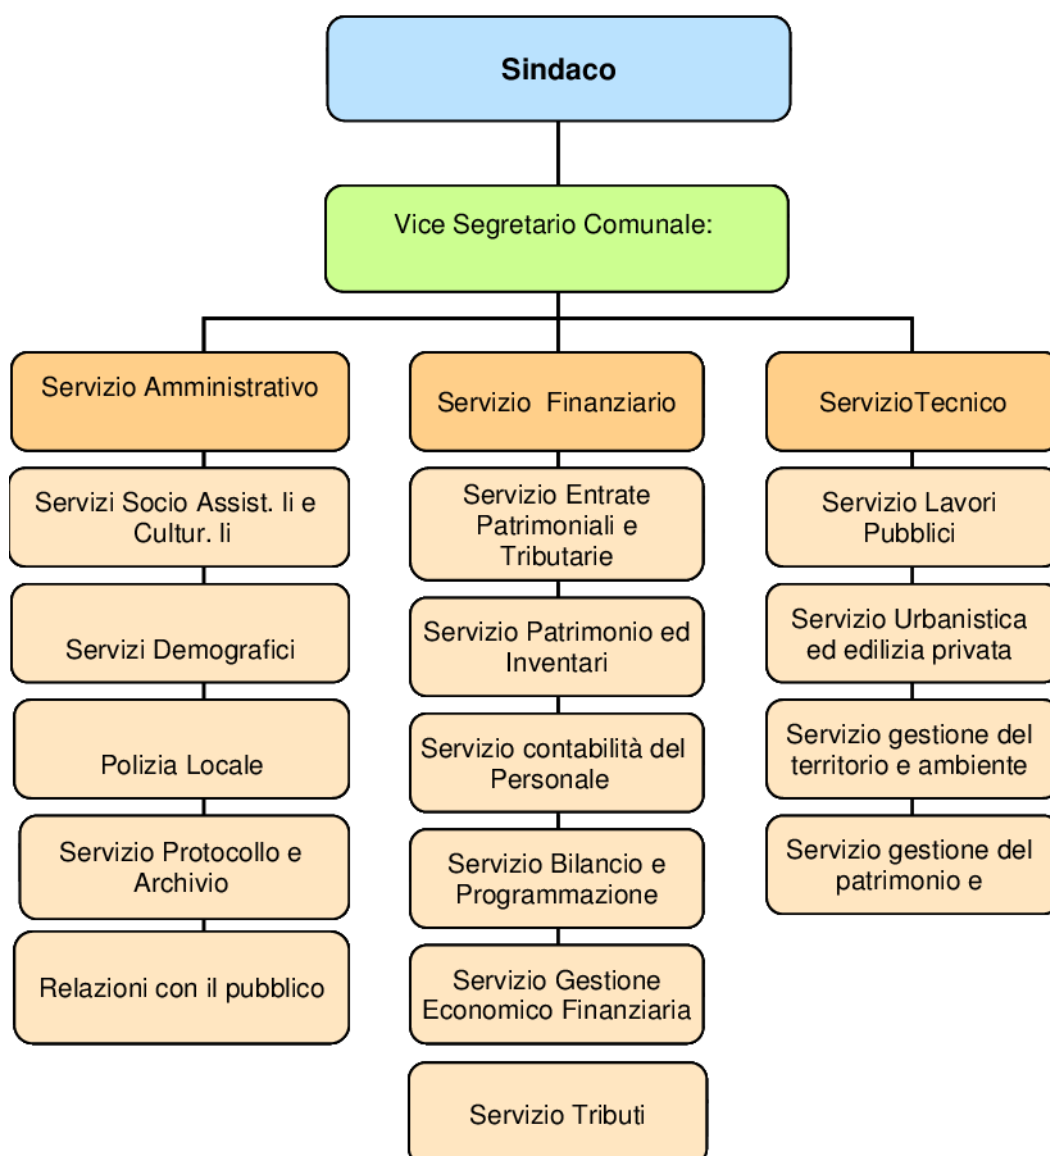 Sindaco
Vice Segretario Comunale:
Servizio Amministrativo
Servizi Socio Assist. li e
Cultur. li
Servizi Demografici
Polizia Locale
Servizio Protocollo e
Archivio
Relazioni con il pubblico
Servizio  Finanziario
Servizio Entrate
Patrimoniali e
Tributarie
Servizio Patrimonio ed
Inventari
Servizio contabilità del
Personale
Servizio Bilancio e
Programmazione
Servizio Gestione
Economico Finanziaria
Servizio Tributi
ServizioTecnico
Servizio Lavori
Pubblici
Servizio Urbanistica
ed edilizia privata
Servizio gestione del
territorio e ambiente
Servizio gestione del
patrimonio e